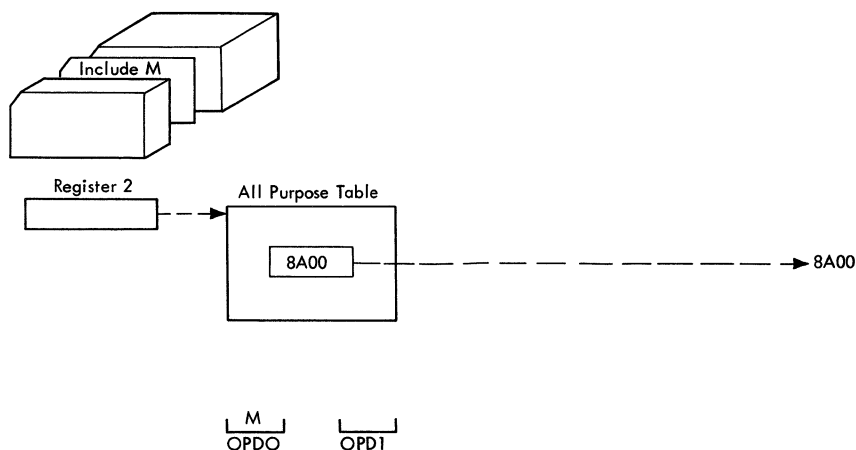 Include M
Register 2
All Purpose Table
8A00
8A00
M
OPD0
OPD1